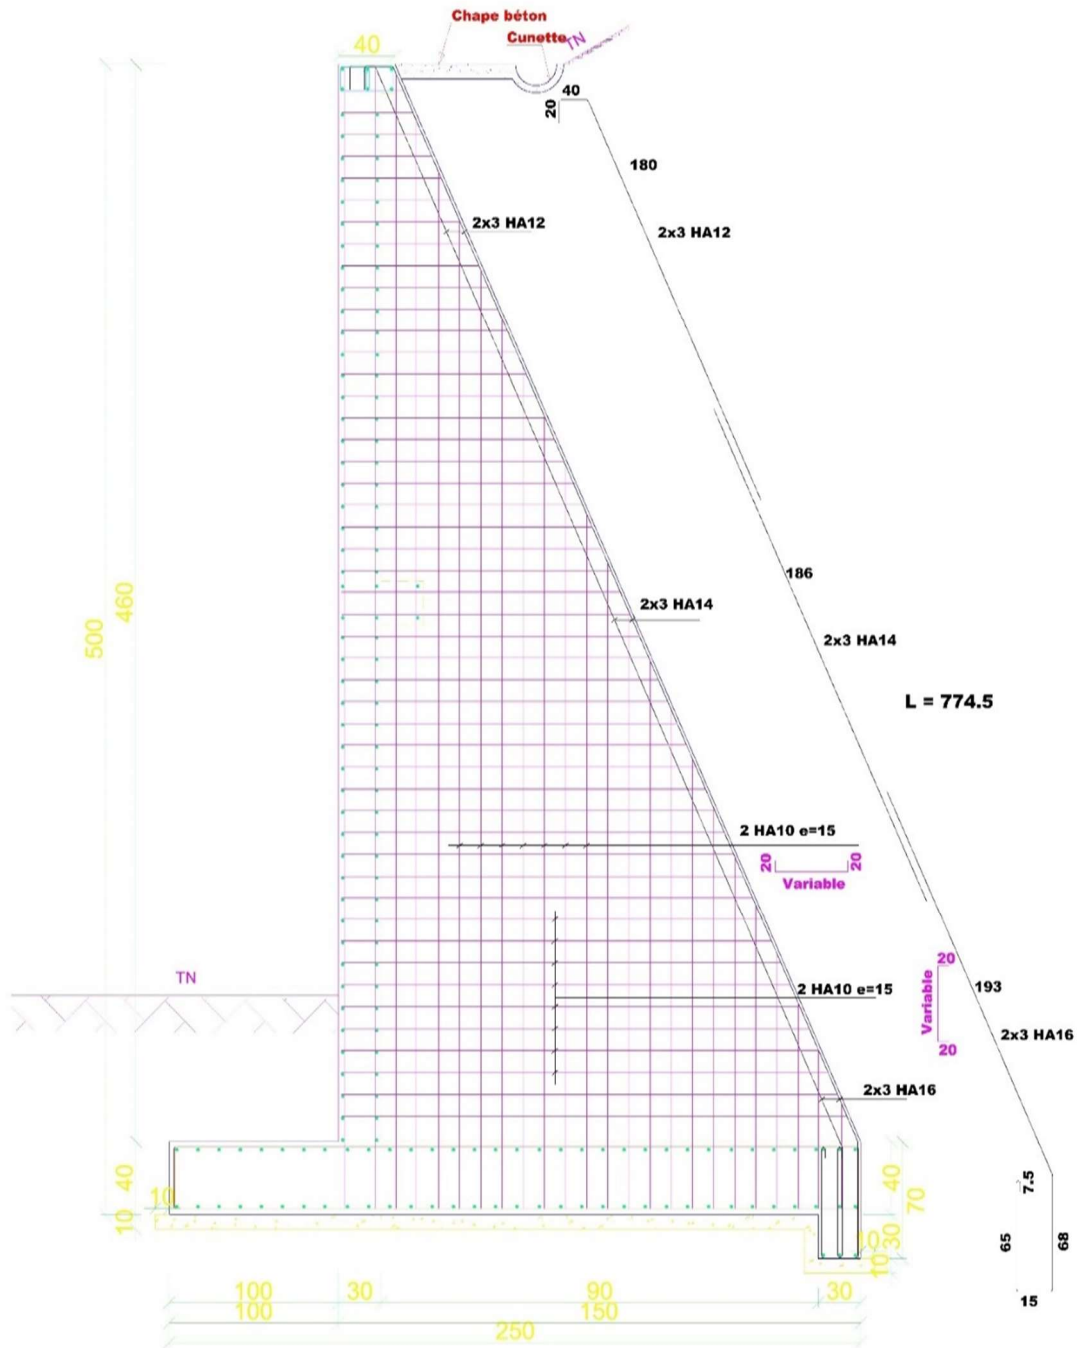 Chape béton
Cunette
TN
40
40
20
180
2x3 HA12
2x3 HA12
500
460
186
2x3 HA14
2x3 HA14
L = 774.5
2 HA10 e=15
20
20
Variable
TN
20
Variable
20
193
2 HA10 e=15
2x3 HA16
2x3 HA16
40
10
10
40
70
30
10
10
7.5
65
68
15
100
30
90
30
100
150
250